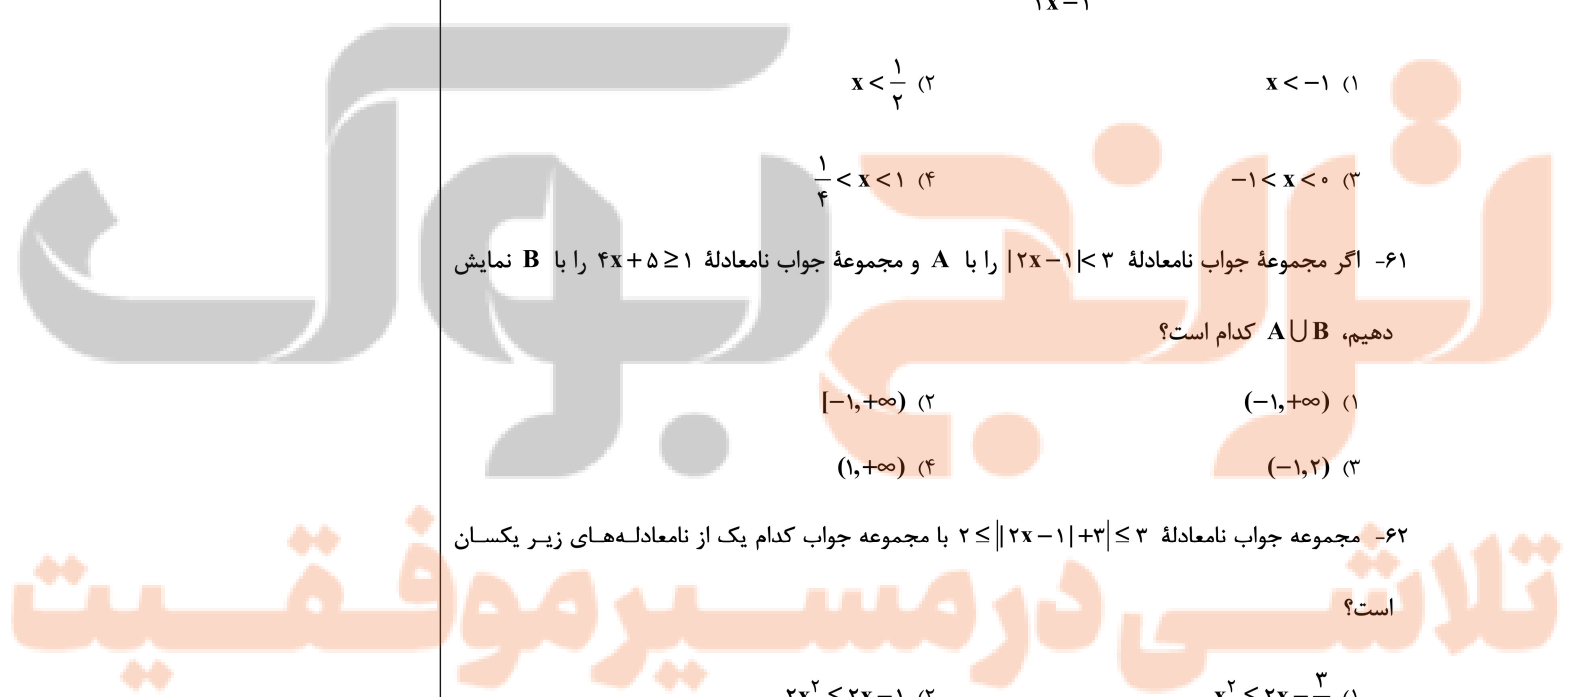 ۱) x < −۱   ۲) x < ۱/۲
۳) −۱ < x < ۰   ۴) ۱/۴ < x < ۱
۶۱- اگر مجموعهٔ جواب نامعادلهٔ |۲x − ۱| < ۳ را با A و مجموعهٔ جواب نامعادلهٔ ۴x + ۵ ≥ ۱ را با B نمایش
دهیم، A ∪ B کدام است؟
۱) (−۱, +∞)   ۲) [−۱, +∞)
۳) (−۱, ۲)   ۴) (۱, +∞)
۶۲- مجموعه جواب نامعادلهٔ ۲ ≤ ||۲x − ۱| + ۳| ≤ ۳ با مجموعه جواب کدام یک از نامعادله‌های زیر یکسان
است؟
ترنج بوک
تلاشی در مسیر موفقیت